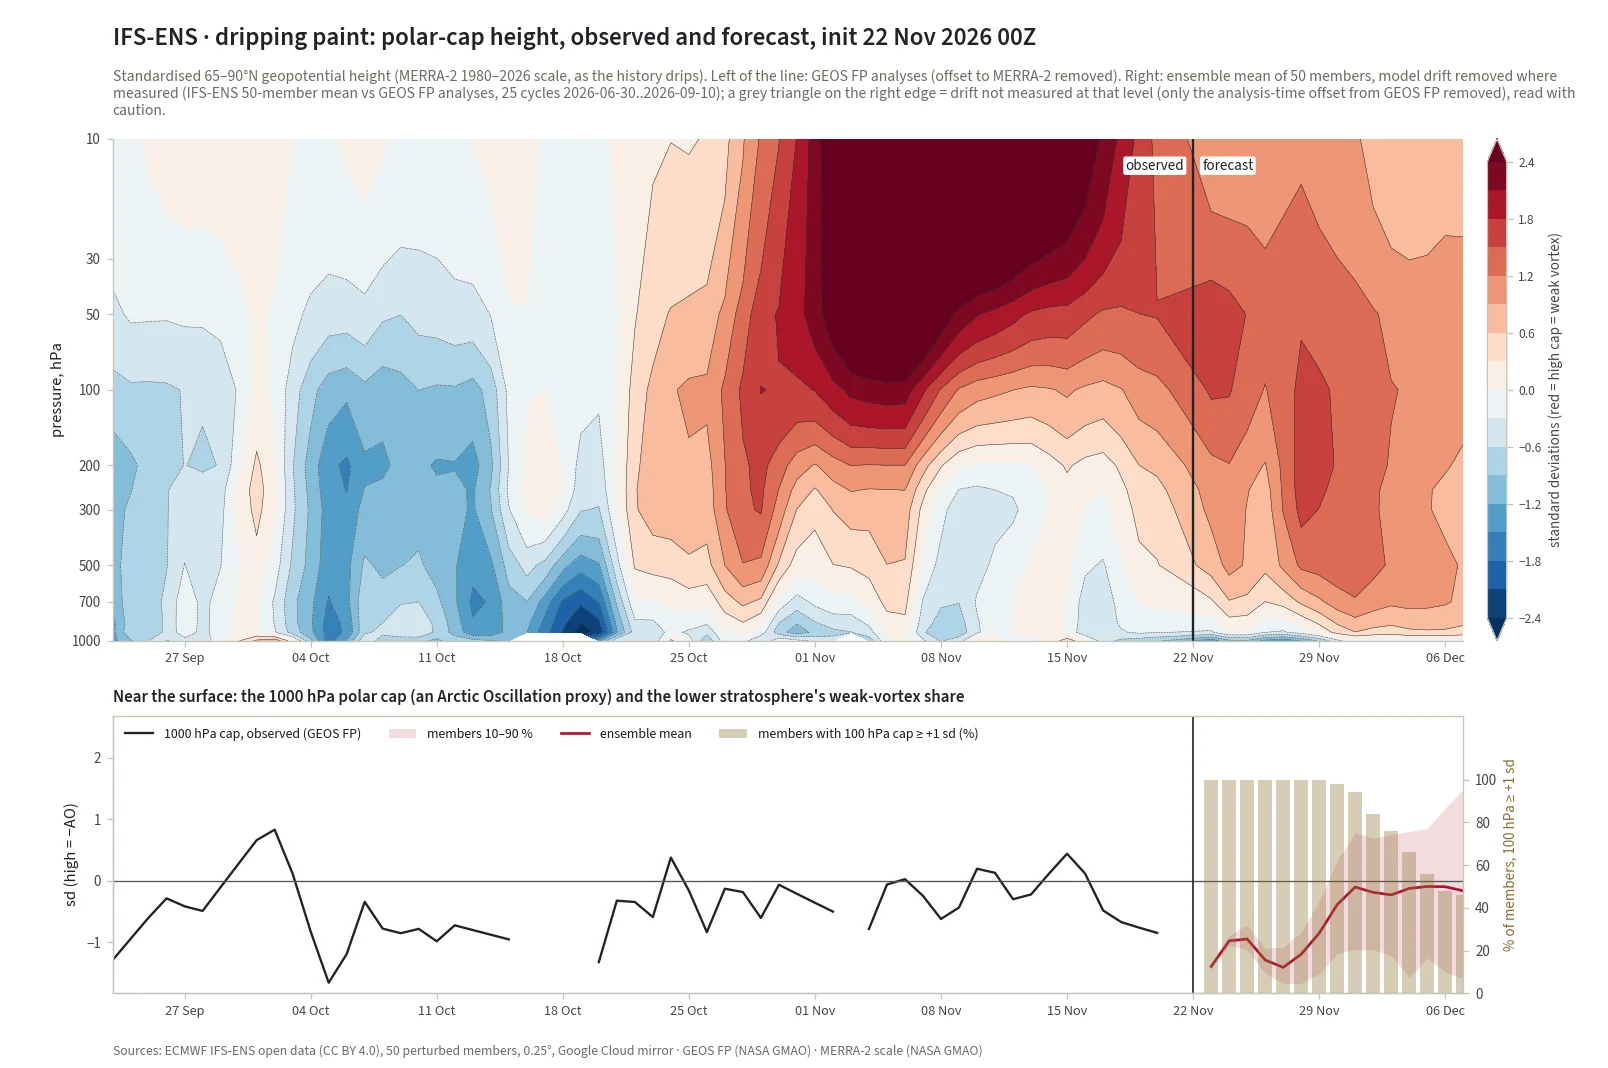 IFS-ENS · dripping paint: polar-cap height, observed and forecast, init 22 Nov 2026 00Z
Standardised 65–90°N geopotential height (MERRA-2 1980–2026 scale, as the history drips). Left of the line: GEOS FP analyses (offset to MERRA-2 removed). Right: ensemble mean of 50 members, model drift removed where
measured (IFS-ENS 50-member mean vs GEOS FP analyses, 25 cycles 2026-06-30..2026-09-10); a grey triangle on the right edge = drift not measured at that level (only the analysis-time offset from GEOS FP removed), read with
caution.
pressure, hPa
10
30
50
100
200
300
500
700
1000
observed
forecast
27 Sep
04 Oct
11 Oct
18 Oct
25 Oct
01 Nov
08 Nov
15 Nov
22 Nov
29 Nov
06 Dec
2.4
1.8
1.2
0.6
0.0
−0.6
−1.2
−1.8
−2.4
standard deviations (red = high cap = weak vortex)
Near the surface: the 1000 hPa polar cap (an Arctic Oscillation proxy) and the lower stratosphere's weak-vortex share
1000 hPa cap, observed (GEOS FP)
members 10–90 %
ensemble mean
members with 100 hPa cap ≥ +1 sd (%)
sd (high = −AO)
2
1
0
−1
100
80
60
40
20
0
% of members, 100 hPa ≥ +1 sd
27 Sep
04 Oct
11 Oct
18 Oct
25 Oct
01 Nov
08 Nov
15 Nov
22 Nov
29 Nov
06 Dec
Sources: ECMWF IFS-ENS open data (CC BY 4.0), 50 perturbed members, 0.25°, Google Cloud mirror · GEOS FP (NASA GMAO) · MERRA-2 scale (NASA GMAO)